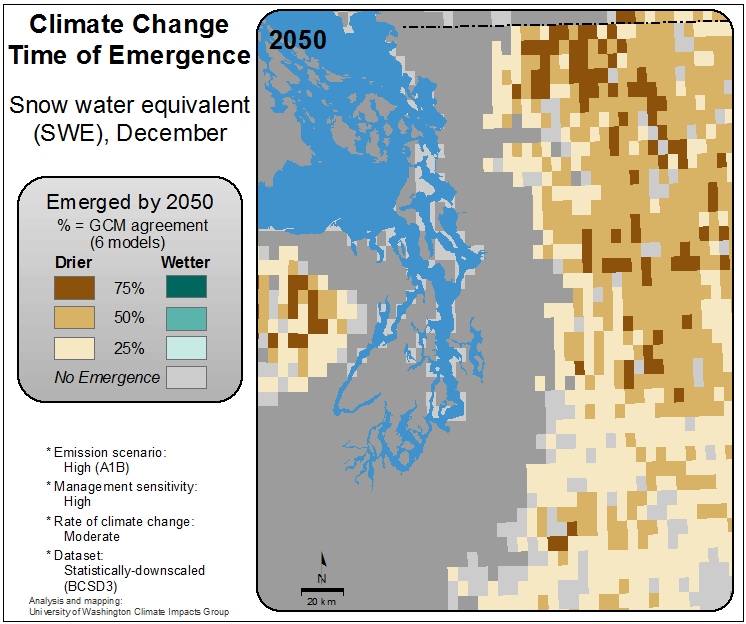 Climate Change
Time of Emergence
Snow water equivalent
(SWE), December
Emerged by 2050
% = GCM agreement
(6 models)
Drier Wetter
75%
50%
25%
No Emergence
* Emission scenario:
High (A1B)
* Management sensitivity:
High
* Rate of climate change:
Moderate
* Dataset:
Statistically-downscaled
(BCSD3)
Analysis and mapping:
University of Washington Climate Impacts Group
2050
N
20 km